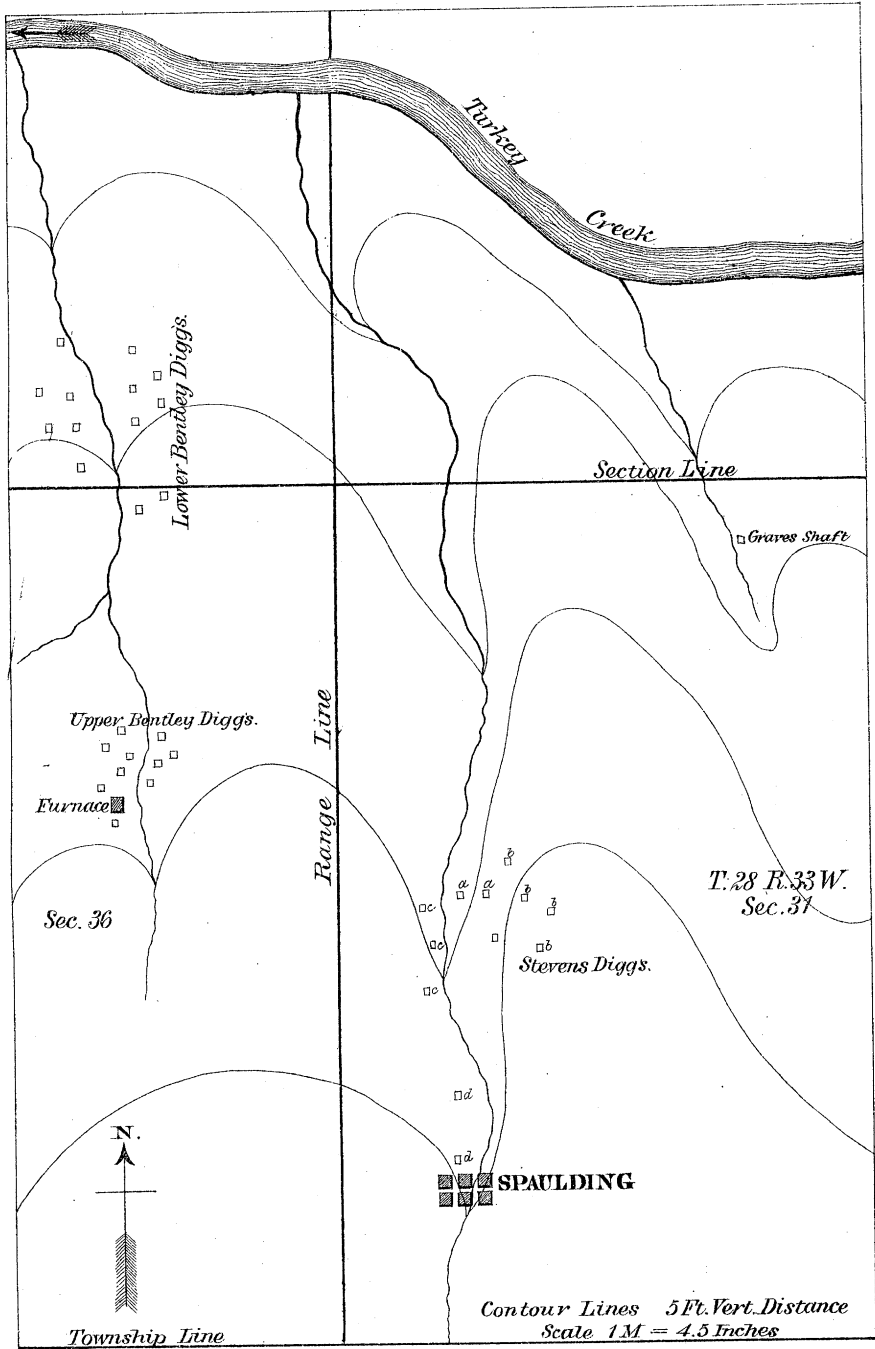 Turkey
Creek
Lower Bentley Diggs.
Section Line
Graves Shaft
Upper Bentley Diggs.
Furnace
Range Line
b
a a b
b
c
T. 28 R. 33 W.
Sec. 31
Sec. 36
c
b
Stevens Diggs.
c
d
N.
d
SPAULDING
Contour Lines 5 Ft. Vert. Distance
Scale 1 M = 4.5 Inches
Township Line